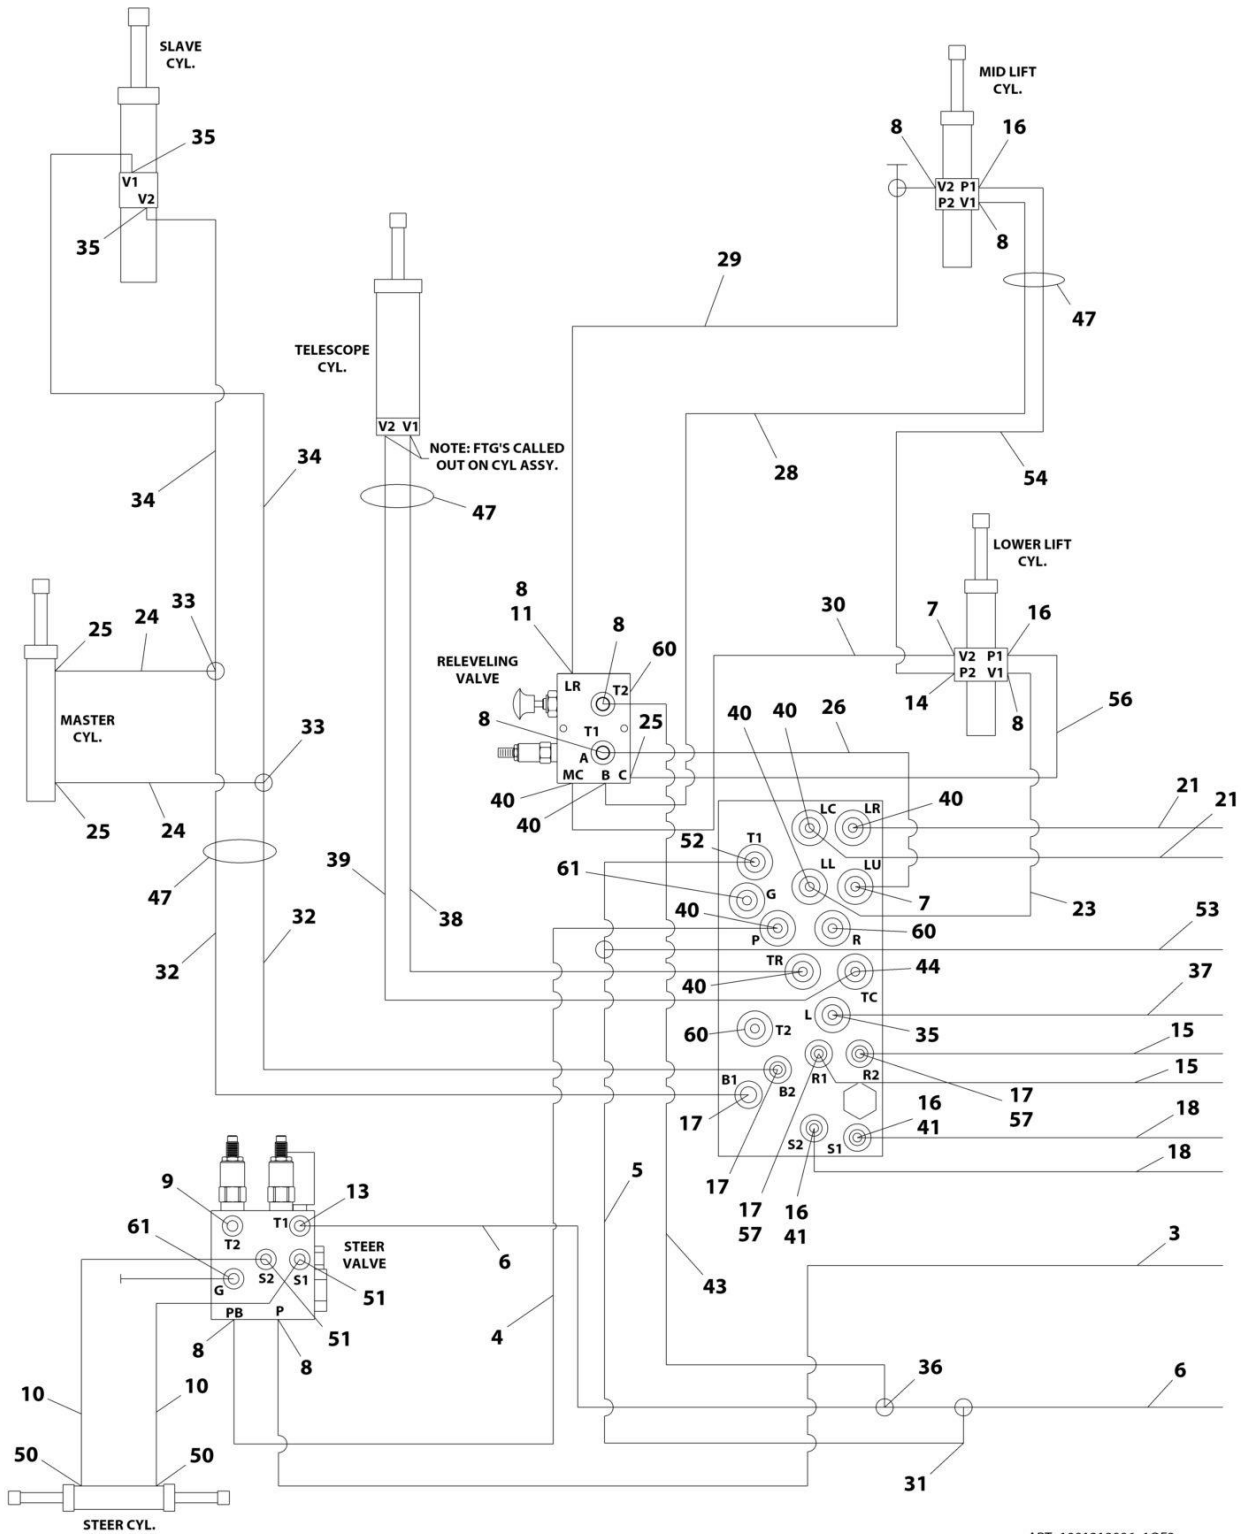 SLAVE
CYL.
MID LIFT
CYL.
8
16
35
V1
V2
V2 P1
P2 V1
35
8
29
47
TELESCOPE
CYL.
V2 V1
NOTE: FTG'S CALLED
OUT ON CYL ASSY.
34
34
28
54
47
LOWER LIFT
CYL.
8
11
8
30
7
16
33
24
25
60
RELEVELING
VALVE
LR
T2
V2 P1
P2 V1
14
8
56
MASTER
CYL.
33
8
T1
A
25
40
40
26
MC B C
40
40
LC
LR
40
21
21
25
24
52
T1
47
39
61
LL
LU
G
7
23
53
38
40
P
R
60
32
32
TR
44
37
40
TC
L
35
15
60
T2
R1
R2
15
B1
B2
17
17
57
16
41
18
S2
S1
18
5
17
17
57
16
41
9
13
61
T1
T2
STEER
VALVE
6
3
S2
S1
G
51
43
PB
P
51
4
8
8
10
10
36
6
50
50
31
STEER CYL.